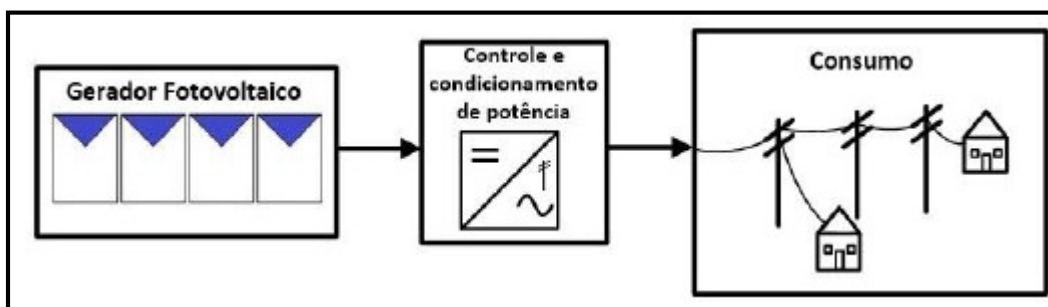 Gerador Fotovoltaico
Controle e
condicionamento
de potência
Consumo